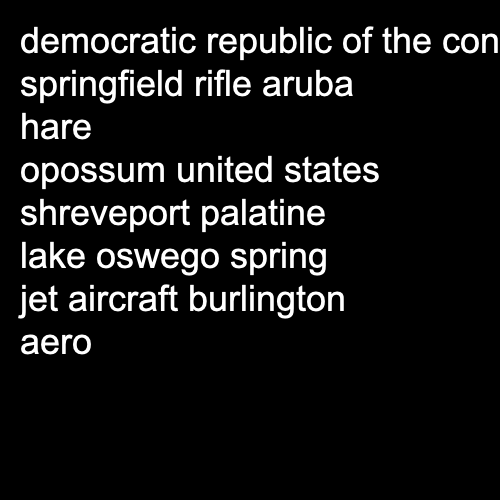 democratic republic of the con
springfield rifle aruba
hare
opossum united states
shreveport palatine
lake oswego spring
jet aircraft burlington
aero